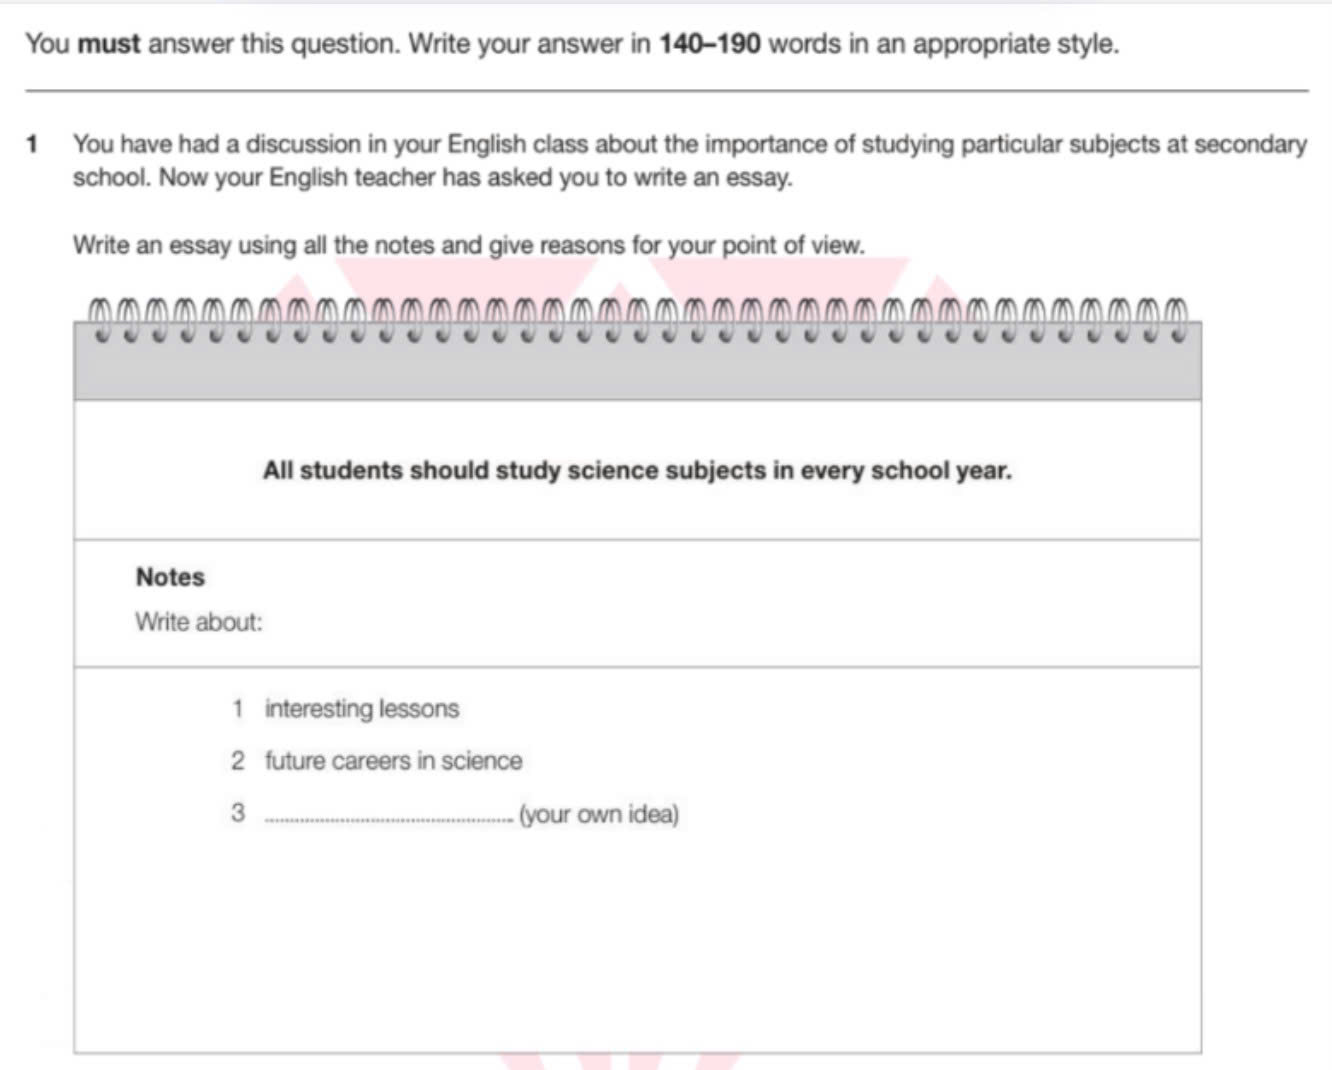 You must answer this question. Write your answer in 140–190 words in an appropriate style.
1 You have had a discussion in your English class about the importance of studying particular subjects at secondary
school. Now your English teacher has asked you to write an essay.
Write an essay using all the notes and give reasons for your point of view.
All students should study science subjects in every school year.
Notes
Write about:
1 interesting lessons
2 future careers in science
3 ................................................ (your own idea)